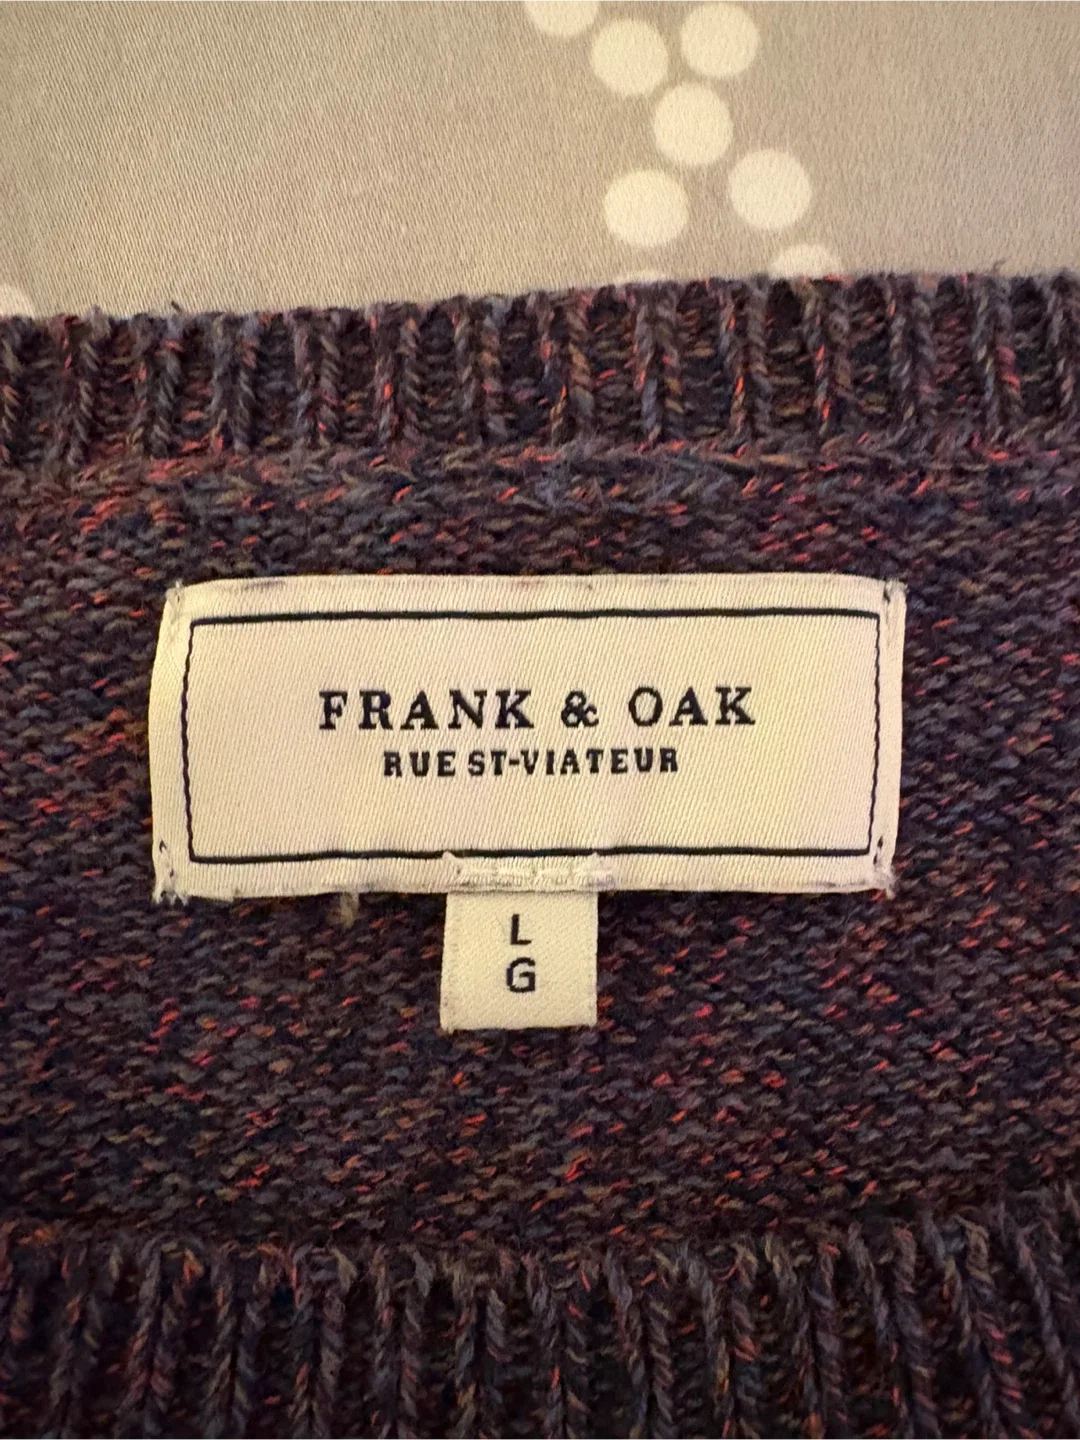 FRANK & OAK
RUE ST-VIATEUR
L
G